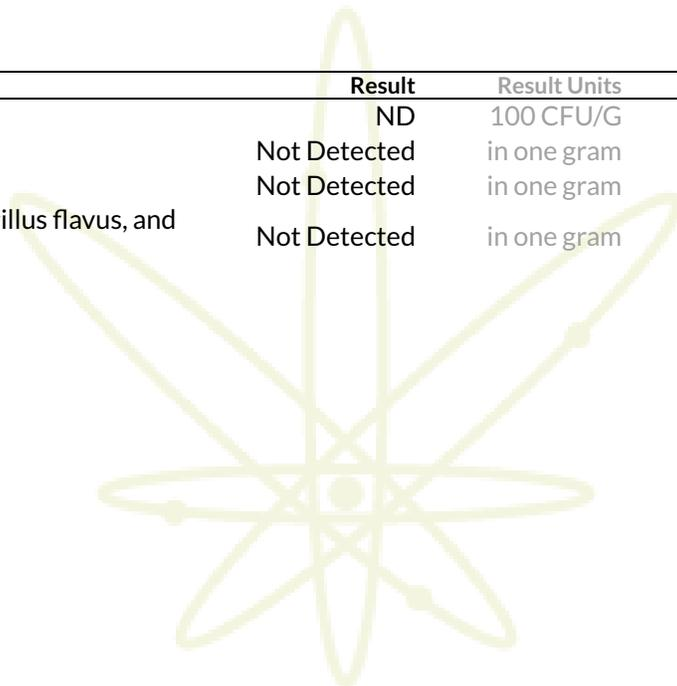 Result Result Units
ND 100 CFU/G
Not Detected in one gram
Not Detected in one gram
illus flavus, and
Not Detected in one gram